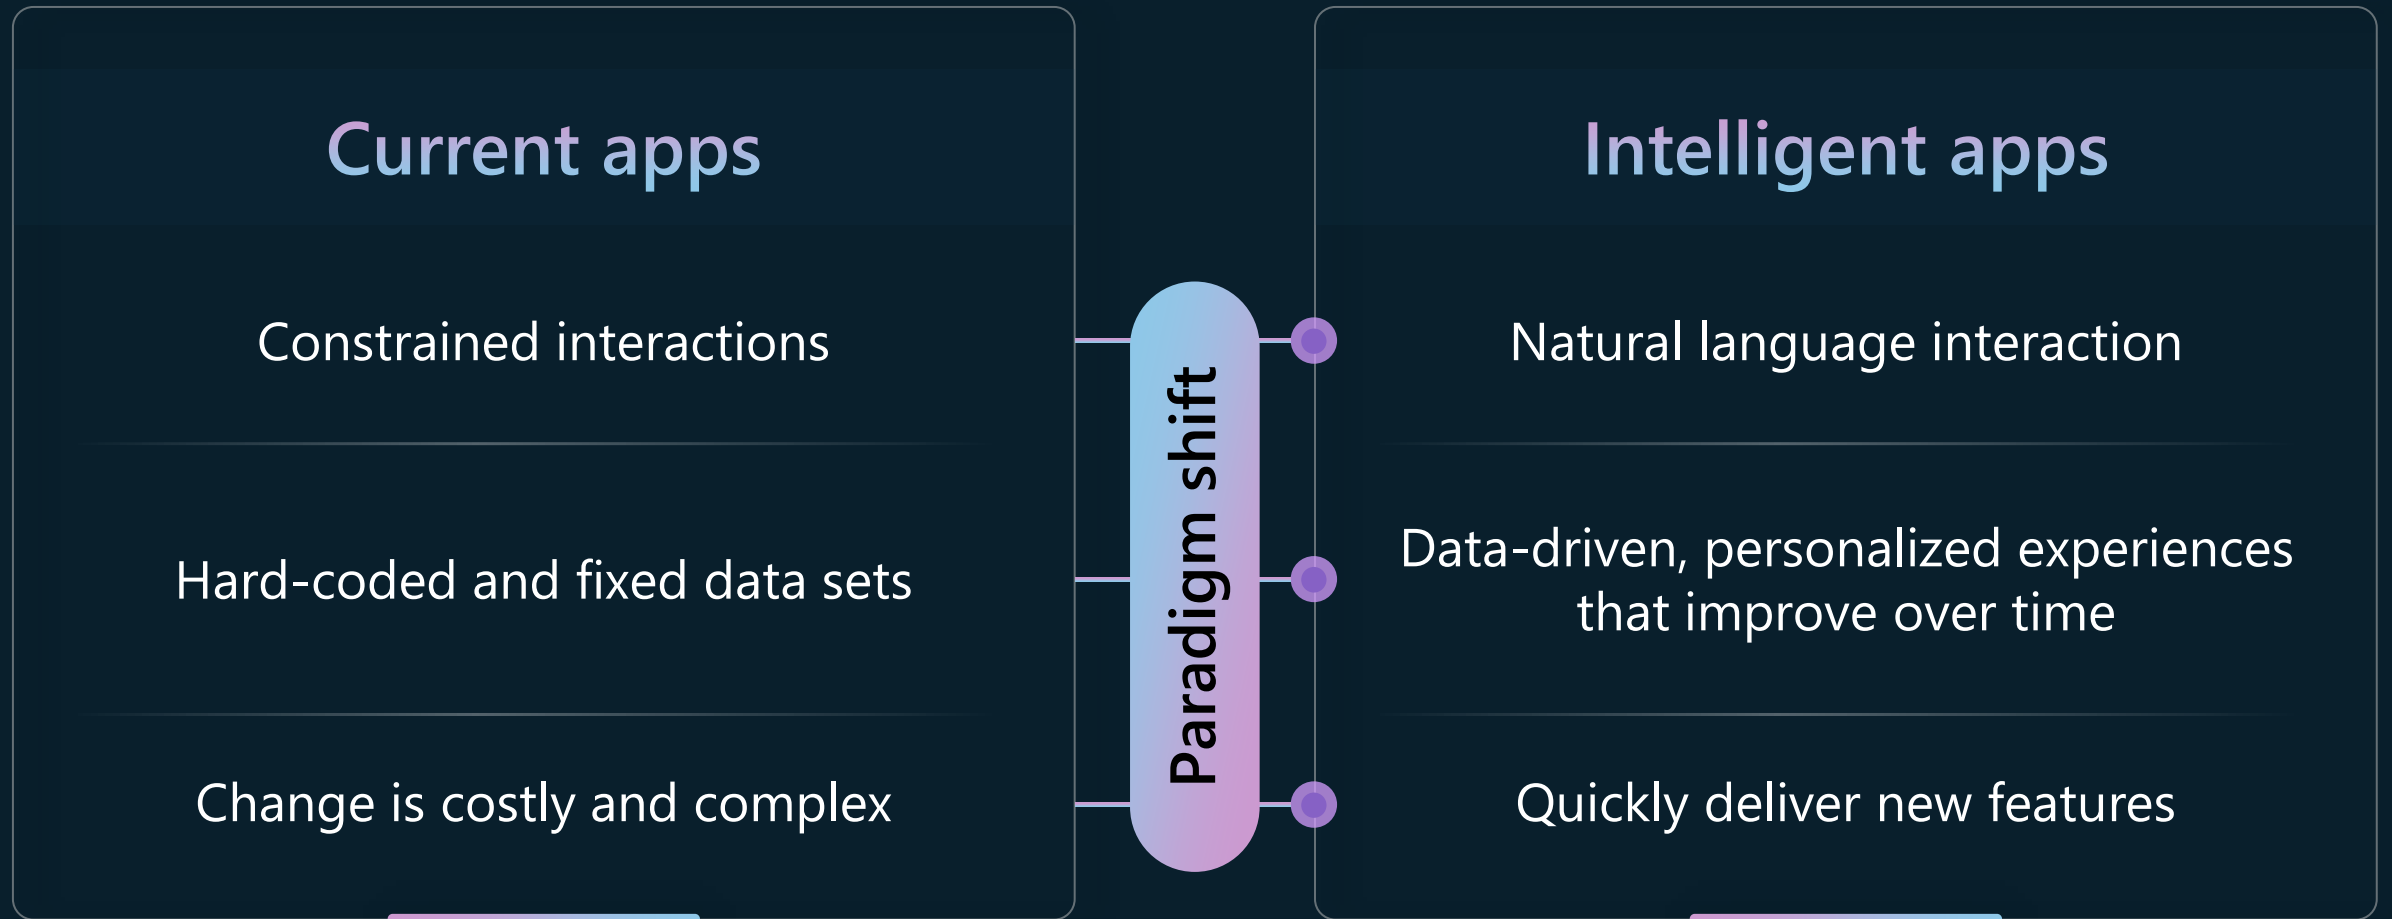 Current apps
Constrained interactions
Hard-coded and fixed data sets
Change is costly and complex
Paradigm shift
Intelligent apps
Natural language interaction
Data-driven, personalized experiences
that improve over time
Quickly deliver new features